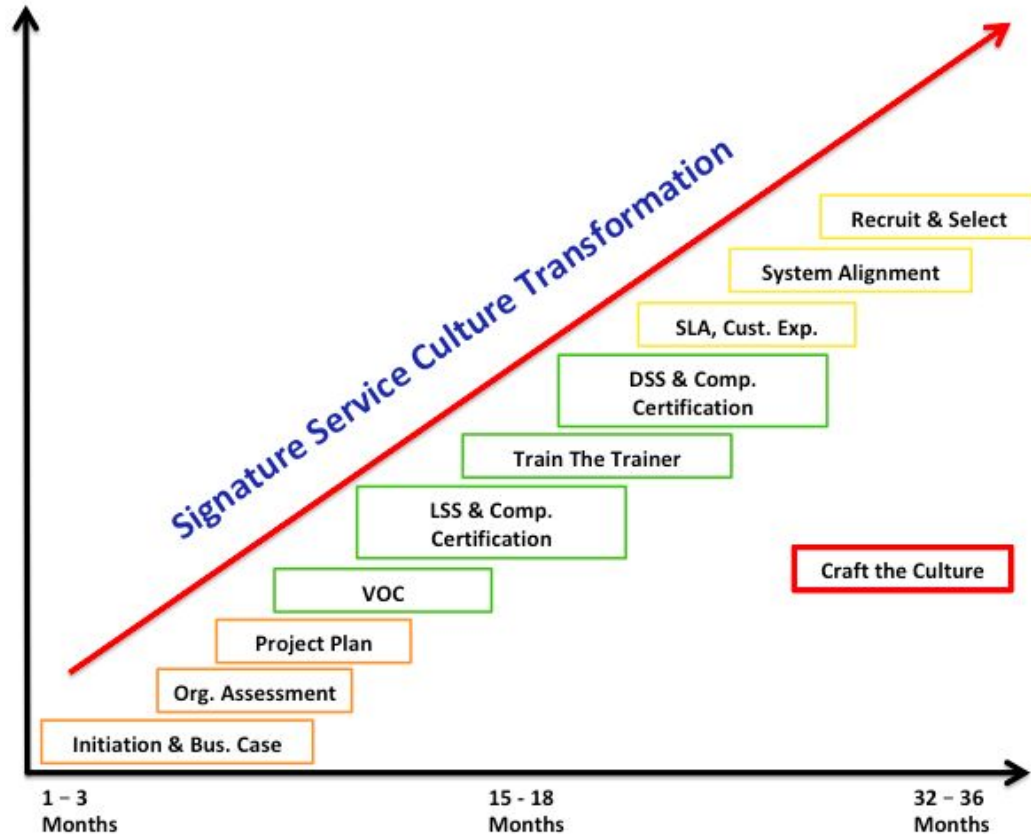 Signature Service Culture Transformation
Recruit & Select
System Alignment
SLA, Cust. Exp.
DSS & Comp.
Certification
Train The Trainer
LSS & Comp.
Certification
Craft the Culture
VOC
Project Plan
Org. Assessment
Initiation & Bus. Case
1 – 3
Months
15 - 18
Months
32 – 36
Months